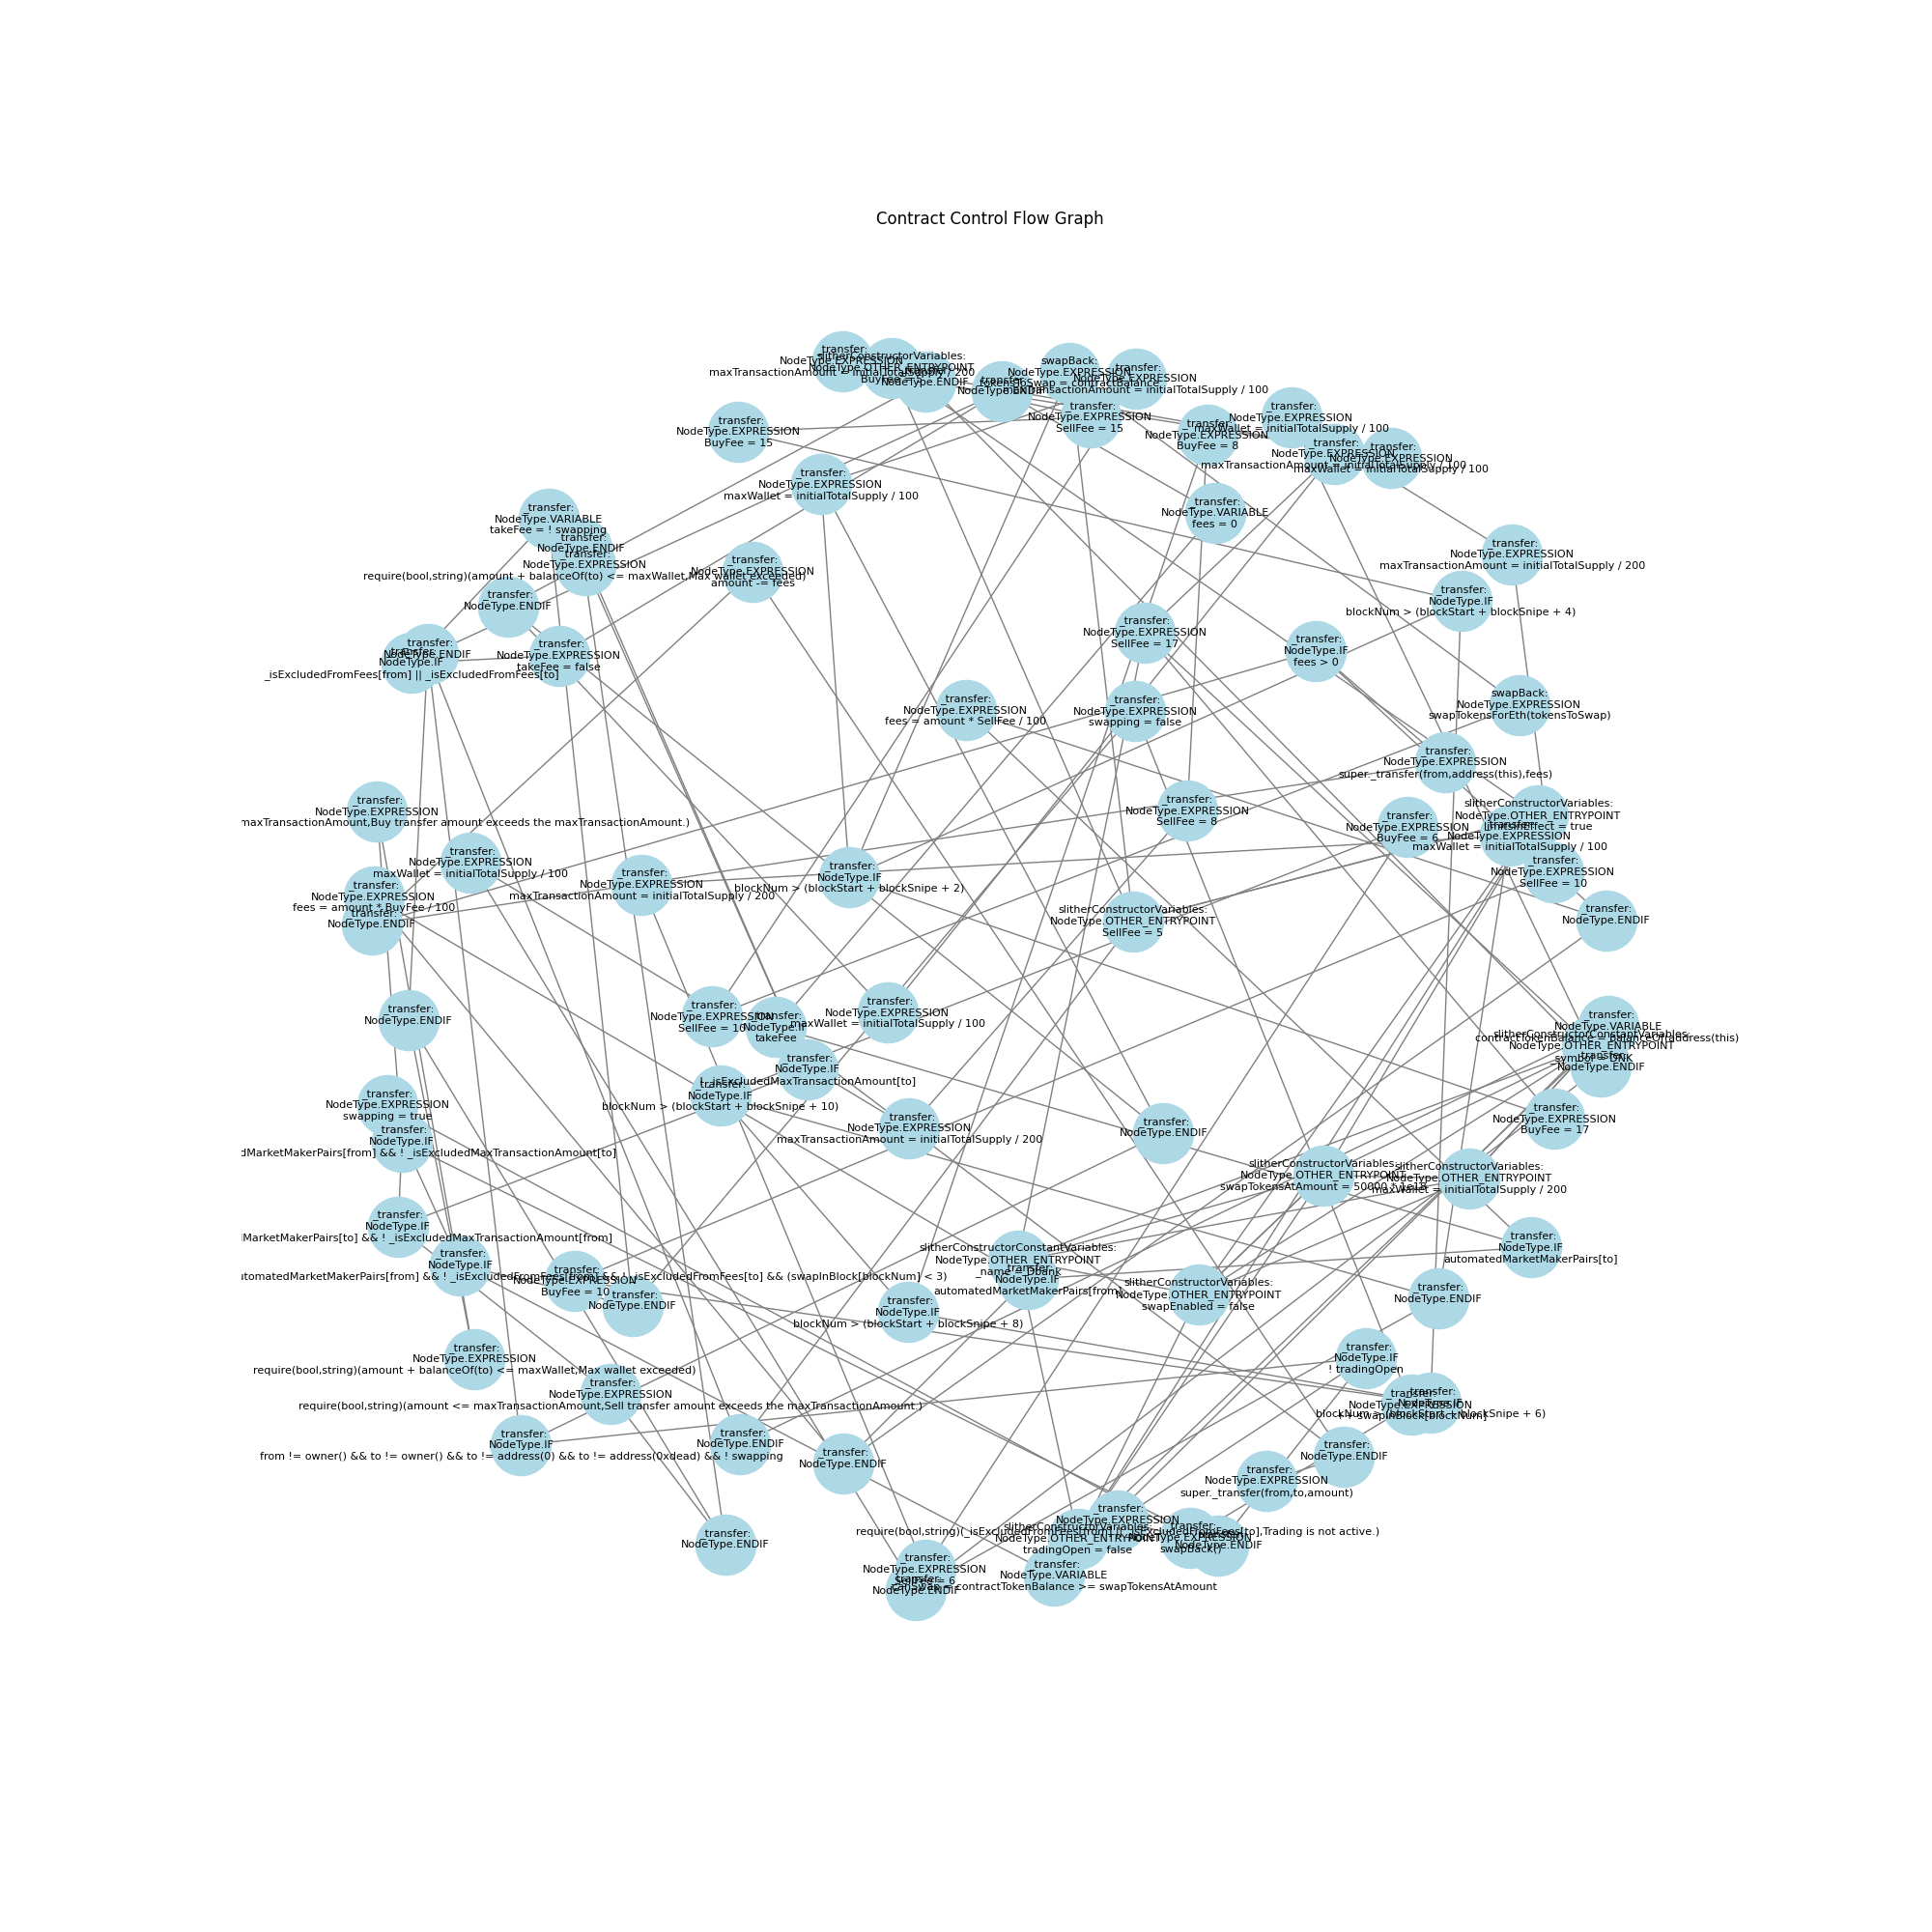 Contract Control Flow Graph
_transfer:
NodeType.EXPRESSION
maxTransactionAmount = initialTotalSupply / 200
slitherConstructorVariables:
NodeType.OTHER_ENTRYPOINT
NodeType.ENDIF
NodeType.ENDIF
swapBack:
NodeType.EXPRESSION
tokensToSwap = contractBalance
_transfer:
NodeType.EXPRESSION
maxTransactionAmount = initialTotalSupply / 100
_transfer:
NodeType.EXPRESSION
BuyFee = 15
_transfer:
NodeType.EXPRESSION
SellFee = 15
_transfer:
NodeType.EXPRESSION
BuyFee = 8
_transfer:
NodeType.EXPRESSION
maxWallet = initialTotalSupply / 100
_transfer:
NodeType.EXPRESSION
maxTransactionAmount = initialTotalSupply / 100
_transfer:
NodeType.EXPRESSION
maxWallet = initialTotalSupply / 100
_transfer:
NodeType.EXPRESSION
maxWallet = initialTotalSupply / 100
_transfer:
NodeType.VARIABLE
fees = 0
_transfer:
NodeType.VARIABLE
takeFee = ! swapping
_transfer:
NodeType.ENDIF
_transfer:
NodeType.EXPRESSION
require(bool,string)(amount + balanceOf(to) <= maxWallet,Max wallet exceeded)
_transfer:
NodeType.EXPRESSION
amount -= fees
_transfer:
NodeType.EXPRESSION
maxTransactionAmount = initialTotalSupply / 200
_transfer:
NodeType.ENDIF
_transfer:
NodeType.IF
blockNum > (blockStart + blockSnipe + 4)
_transfer:
NodeType.EXPRESSION
SellFee = 17
_transfer:
NodeType.ENDIF
NodeType.IF
_isExcludedFromFees[from] || _isExcludedFromFees[to]
_transfer:
NodeType.EXPRESSION
takeFee = false
_transfer:
NodeType.IF
fees > 0
_transfer:
NodeType.EXPRESSION
fees = amount * SellFee / 100
_transfer:
NodeType.EXPRESSION
swapping = false
swapBack:
NodeType.EXPRESSION
swapTokensForEth(tokensToSwap)
_transfer:
NodeType.EXPRESSION
super._transfer(from,address(this),fees)
_transfer:
NodeType.EXPRESSION
maxTransactionAmount,Buy transfer amount exceeds the maxTransactionAmount.)
_transfer:
NodeType.EXPRESSION
SellFee = 8
_transfer:
NodeType.EXPRESSION
BuyFee = 6
slitherConstructorVariables:
NodeType.OTHER_ENTRYPOINT
limitsInEffect = true
NodeType.EXPRESSION
maxWallet = initialTotalSupply / 100
_transfer:
NodeType.EXPRESSION
SellFee = 10
_transfer:
NodeType.EXPRESSION
maxWallet = initialTotalSupply / 100
_transfer:
NodeType.EXPRESSION
maxTransactionAmount = initialTotalSupply / 200
_transfer:
NodeType.IF
blockNum > (blockStart + blockSnipe + 2)
_transfer:
NodeType.EXPRESSION
fees = amount * BuyFee / 100
_transfer:
NodeType.ENDIF
slitherConstructorVariables:
NodeType.OTHER_ENTRYPOINT
SellFee = 5
_transfer:
NodeType.ENDIF
_transfer:
NodeType.ENDIF
_transfer:
NodeType.EXPRESSION
_transfer:
NodeType.IF
takeFee
_transfer:
NodeType.EXPRESSION
maxWallet = initialTotalSupply / 100
_transfer:
NodeType.VARIABLE
contractTokenBalance = balanceOf(address(this)
slitherConstructorConstantVariables:
NodeType.OTHER_ENTRYPOINT
_symbol = DNK
NodeType.ENDIF
_transfer:
NodeType.IF
! _isExcludedMaxTransactionAmount[to]
_transfer:
NodeType.IF
blockNum > (blockStart + blockSnipe + 10)
_transfer:
NodeType.EXPRESSION
swapping = true
_transfer:
NodeType.IF
dMarketMakerPairs[from] && ! _isExcludedMaxTransactionAmount[to]
_transfer:
NodeType.EXPRESSION
maxTransactionAmount = initialTotalSupply / 200
_transfer:
NodeType.ENDIF
_transfer:
NodeType.EXPRESSION
BuyFee = 17
slitherConstructorVariables:
NodeType.OTHER_ENTRYPOINT
swapTokensAtAmount = 50000 * 1e18
slitherConstructorVariables:
NodeType.OTHER_ENTRYPOINT
maxWallet = initialTotalSupply / 200
_transfer:
NodeType.IF
MarketMakerPairs[to] && ! _isExcludedMaxTransactionAmount[from]
_transfer:
NodeType.IF
automatedMarketMakerPairs[to]
_transfer:
NodeType.IF
utomatedMarketMakerPairs[from] && ! _isExcludedFromFees[from] && ! _isExcludedFromFees[to] && (swapInBlock[blockNum] < 3)
NodeType.EXPRESSION
BuyFee = 10
_transfer:
NodeType.ENDIF
slitherConstructorConstantVariables:
NodeType.OTHER_ENTRYPOINT
_name = Dbank
NodeType.IF
automatedMarketMakerPairs[from]
slitherConstructorVariables:
NodeType.OTHER_ENTRYPOINT
swapEnabled = false
_transfer:
NodeType.IF
blockNum > (blockStart + blockSnipe + 8)
_transfer:
NodeType.ENDIF
_transfer:
NodeType.IF
! tradingOpen
_transfer:
NodeType.EXPRESSION
require(bool,string)(amount + balanceOf(to) <= maxWallet,Max wallet exceeded)
_transfer:
NodeType.EXPRESSION
require(bool,string)(amount <= maxTransactionAmount,Sell transfer amount exceeds the maxTransactionAmount.)
_transfer:
NodeType.EXPRESSION
++ swapInBlock[blockNum]
_transfer:
NodeType.IF
blockNum > (blockStart + blockSnipe + 6)
_transfer:
NodeType.IF
from != owner() && to != owner() && to != address(0) && to != address(0xdead) && ! swapping
_transfer:
NodeType.ENDIF
_transfer:
NodeType.ENDIF
_transfer:
NodeType.ENDIF
_transfer:
NodeType.EXPRESSION
super._transfer(from,to,amount)
_transfer:
NodeType.EXPRESSION
require(bool,string)(_isExcludedFromFees[from] || _isExcludedFromFees[to],Trading is not active.)
slitherConstructorVariables:
NodeType.OTHER_ENTRYPOINT
tradingOpen = false
_transfer:
NodeType.EXPRESSION
swapBack()
NodeType.ENDIF
_transfer:
NodeType.ENDIF
_transfer:
NodeType.EXPRESSION
SellFee = 6
NodeType.ENDIF
_transfer:
NodeType.VARIABLE
canSwap = contractTokenBalance >= swapTokensAtAmount